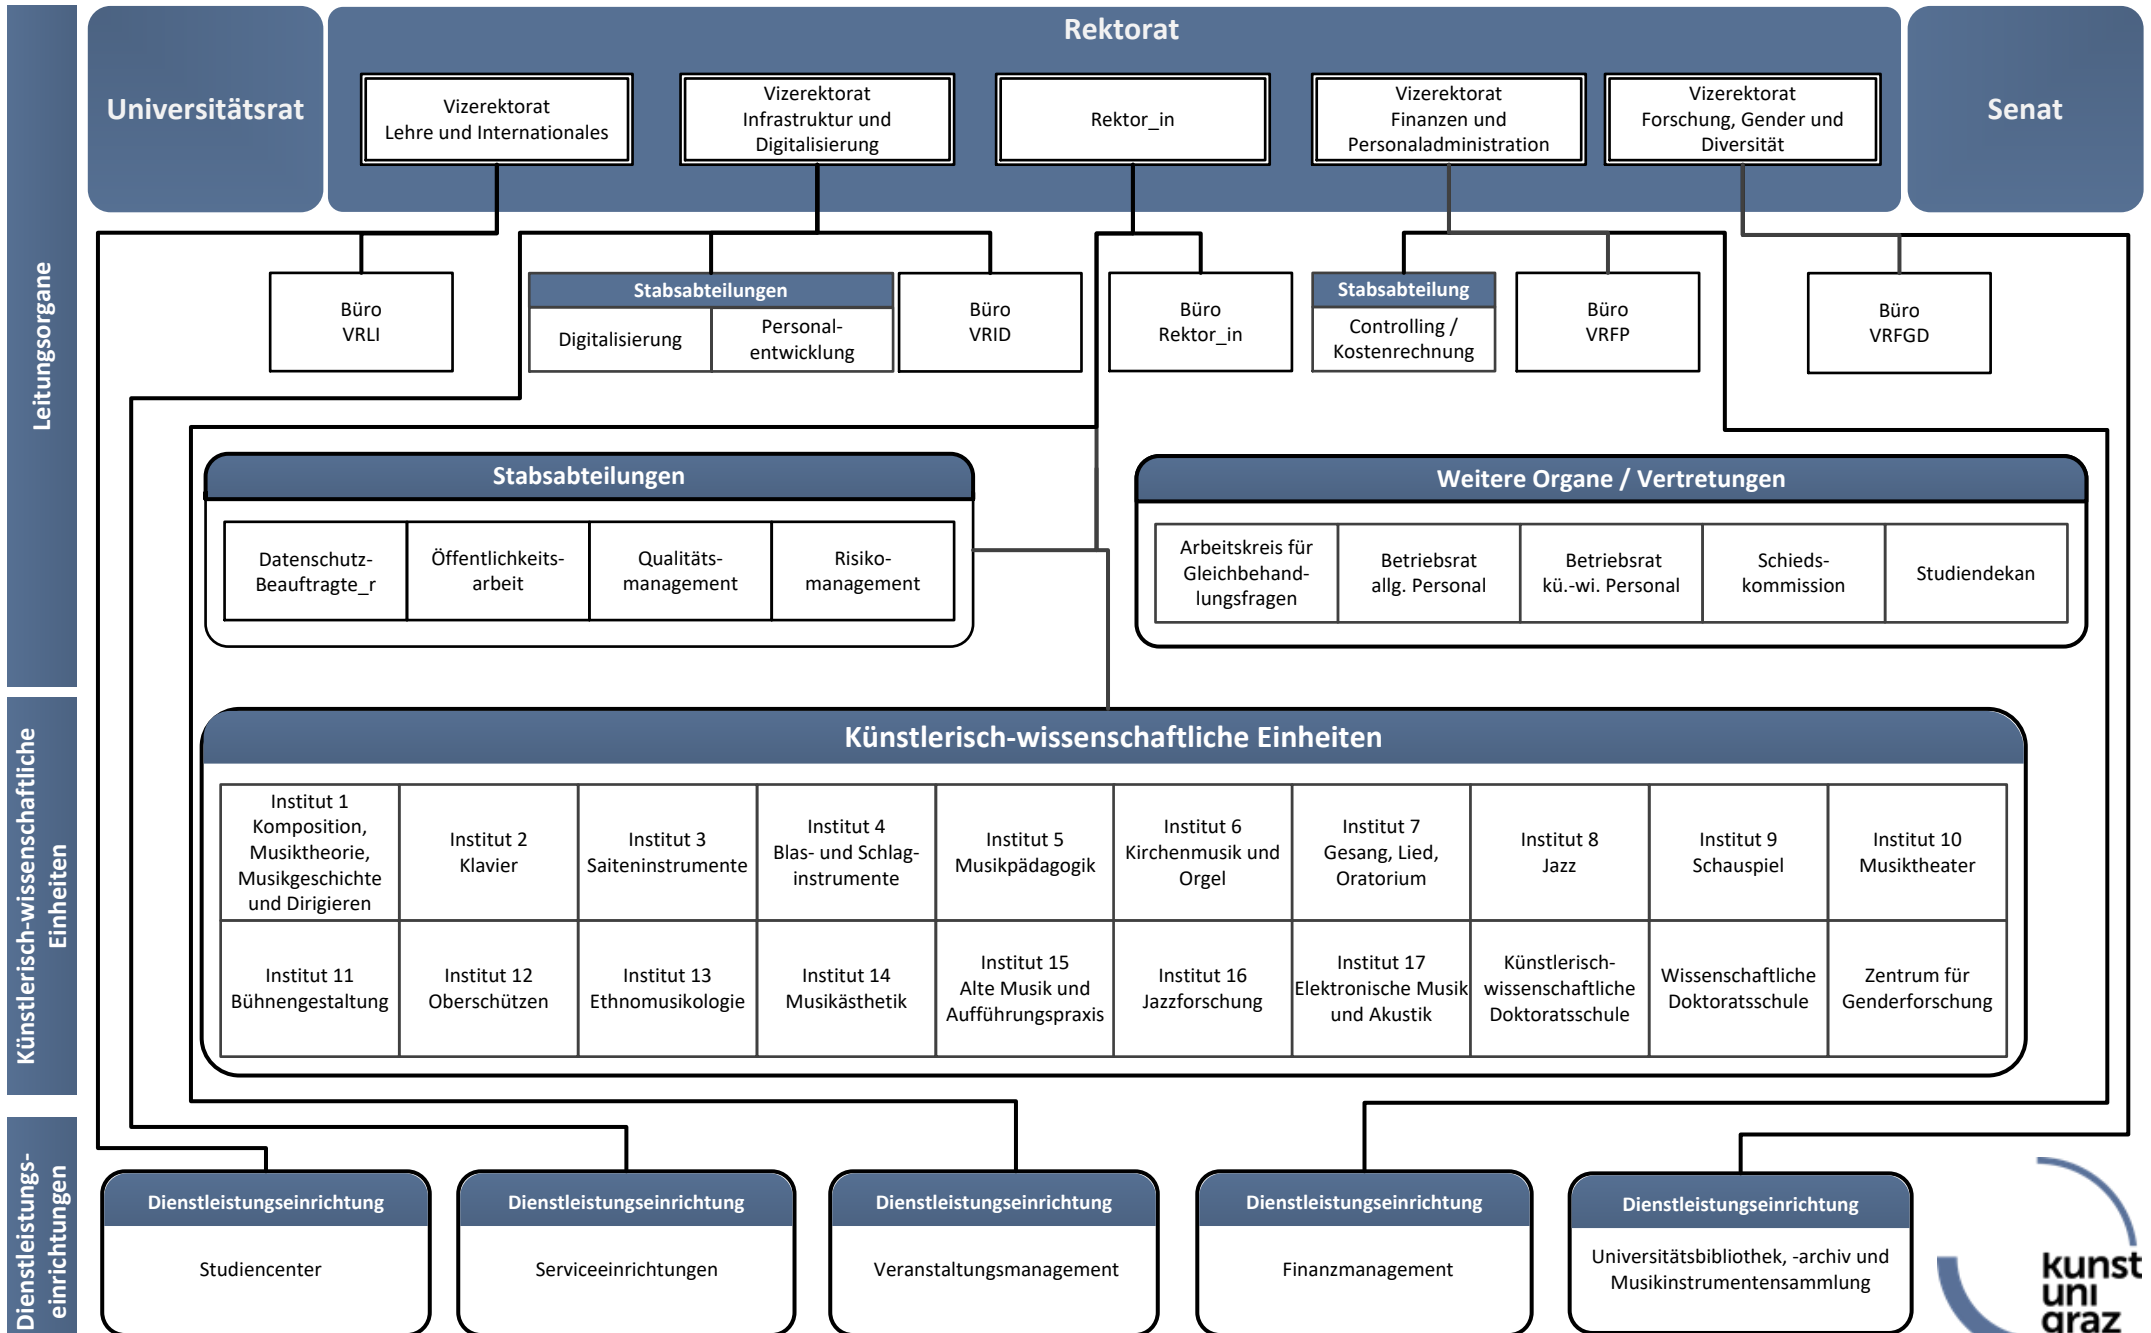 Rektorat
Universitätsrat
Vizerektorat
Lehre und Internationales
Vizerektorat
Infrastruktur und
Digitalisierung
Rektor_in
Vizerektorat
Finanzen und
Personaladministration
Vizerektorat
Forschung, Gender und
Diversität
Senat
Leitungsorgane
Büro
VRLI
Stabsabteilungen
Digitalisierung
Personal-
entwicklung
Büro
VRID
Büro
Rektor_in
Stabsabteilung
Controlling /
Kostenrechnung
Büro
VRFP
Büro
VRFGD
Stabsabteilungen
Datenschutz-
Beauftragte_r
Öffentlichkeits-
arbeit
Qualitäts-
management
Risiko-
management
Weitere Organe / Vertretungen
Arbeitskreis für
Gleichbehand-
lungsfragen
Betriebsrat
allg. Personal
Betriebsrat
kü.-wi. Personal
Schieds-
kommission
Studiendekan
Künstlerisch-wissenschaftliche
Einheiten
Künstlerisch-wissenschaftliche Einheiten
Institut 1
Komposition,
Musiktheorie,
Musikgeschichte
und Dirigieren
Institut 2
Klavier
Institut 3
Saiteninstrumente
Institut 4
Blas- und Schlag-
instrumente
Institut 5
Musikpädagogik
Institut 6
Kirchenmusik und
Orgel
Institut 7
Gesang, Lied,
Oratorium
Institut 8
Jazz
Institut 9
Schauspiel
Institut 10
Musiktheater
Institut 11
Bühnengestaltung
Institut 12
Oberschützen
Institut 13
Ethnomusikologie
Institut 14
Musikästhetik
Institut 15
Alte Musik und
Aufführungspraxis
Institut 16
Jazzforschung
Institut 17
Elektronische Musik
und Akustik
Künstlerisch-
wissenschaftliche
Doktoratsschule
Wissenschaftliche
Doktoratsschule
Zentrum für
Genderforschung
Dienstleistungs-
einrichtungen
Dienstleistungseinrichtung
Studiencenter
Dienstleistungseinrichtung
Serviceeinrichtungen
Dienstleistungseinrichtung
Veranstaltungsmanagement
Dienstleistungseinrichtung
Finanzmanagement
Dienstleistungseinrichtung
Universitätsbibliothek, -archiv und
Musikinstrumentensammlung
kunst
uni
graz